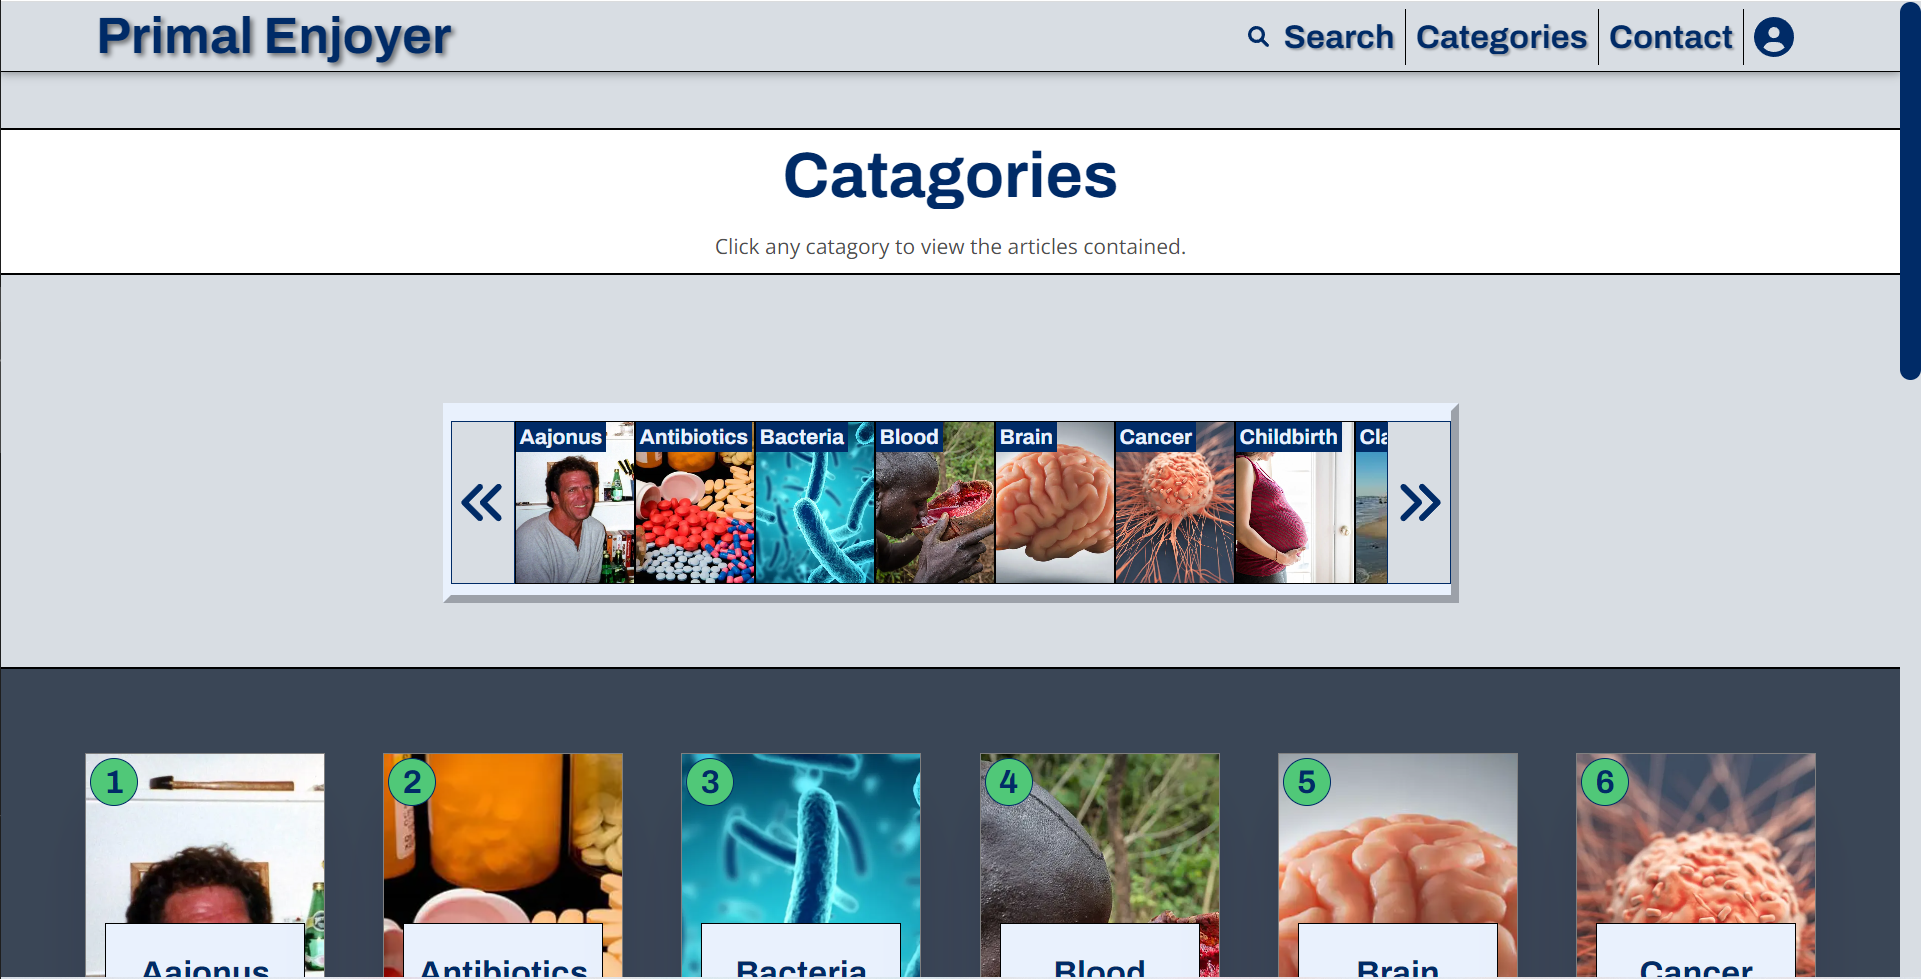 Primal Enjoyer
Search
Categories
Contact
Catagories
Click any catagory to view the articles contained.
Aajonus
Antibiotics
Bacteria
Blood
Brain
Cancer
Childbirth
Cla
1
2
3
4
5
6
Aajonus
Antibiotics
Bacteria
Blood
Brain
Cancer